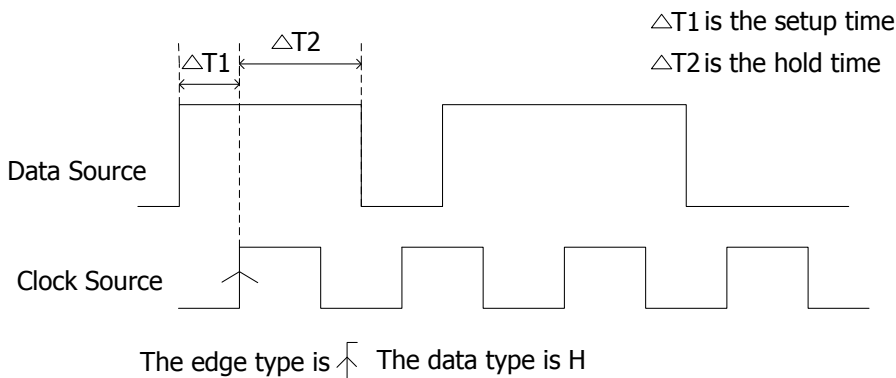 △T1 is the setup time
△T2 is the hold time
△T2
△T1
Data Source
Clock Source
The edge type is
The data type is H